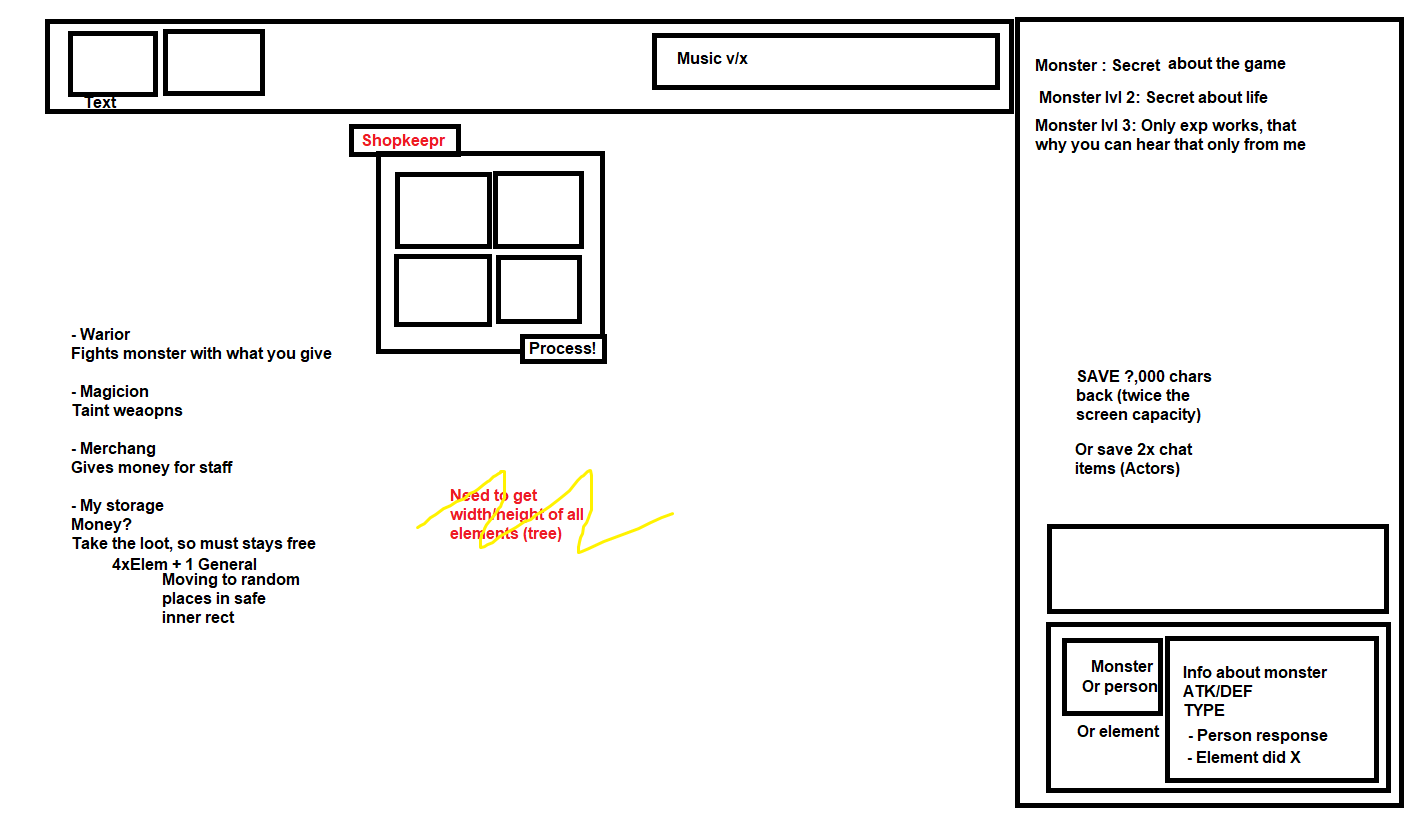 Text
Music v/x
Shopkeepr
Process!
- Warior
Fights monster with what you give
- Magicion
Taint weaopns
- Merchang
Gives money for staff
- My storage
Money?
Take the loot, so must stays free
4xElem + 1 General
Moving to random
places in safe
inner rect
Need to get
width/height of all
elements (tree)
Monster : Secret about the game
Monster lvl 2: Secret about life
Monster lvl 3: Only exp works, that
why you can hear that only from me
SAVE ?,000 chars
back (twice the
screen capacity)
Or save 2x chat
items (Actors)
Monster
Or person
Or element
Info about monster
ATK/DEF
TYPE
- Person response
- Element did X